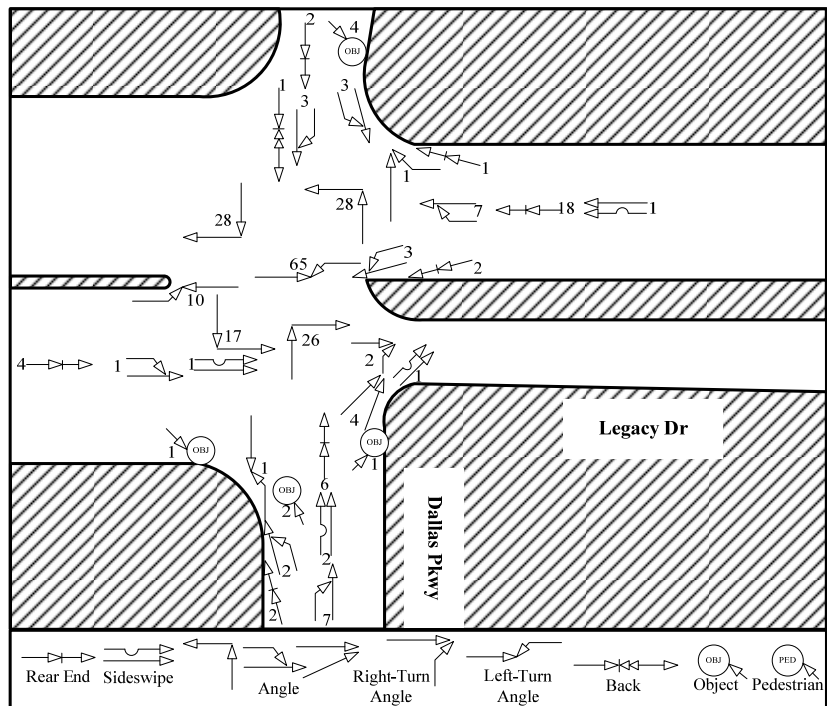 2
4
OBJ
1
3
3
1
1
28
28
7
18
1
65
3
2
10
17
26
4
1
1
2
1
4
Legacy Dr
1
OBJ
OBJ
1
1
6
OBJ
2
Dallas Pkwy
2
2
2
7
Rear End
Sideswipe
Angle
Right-Turn
Angle
Left-Turn
Angle
Back
OBJ
Object
PED
Pedestrian